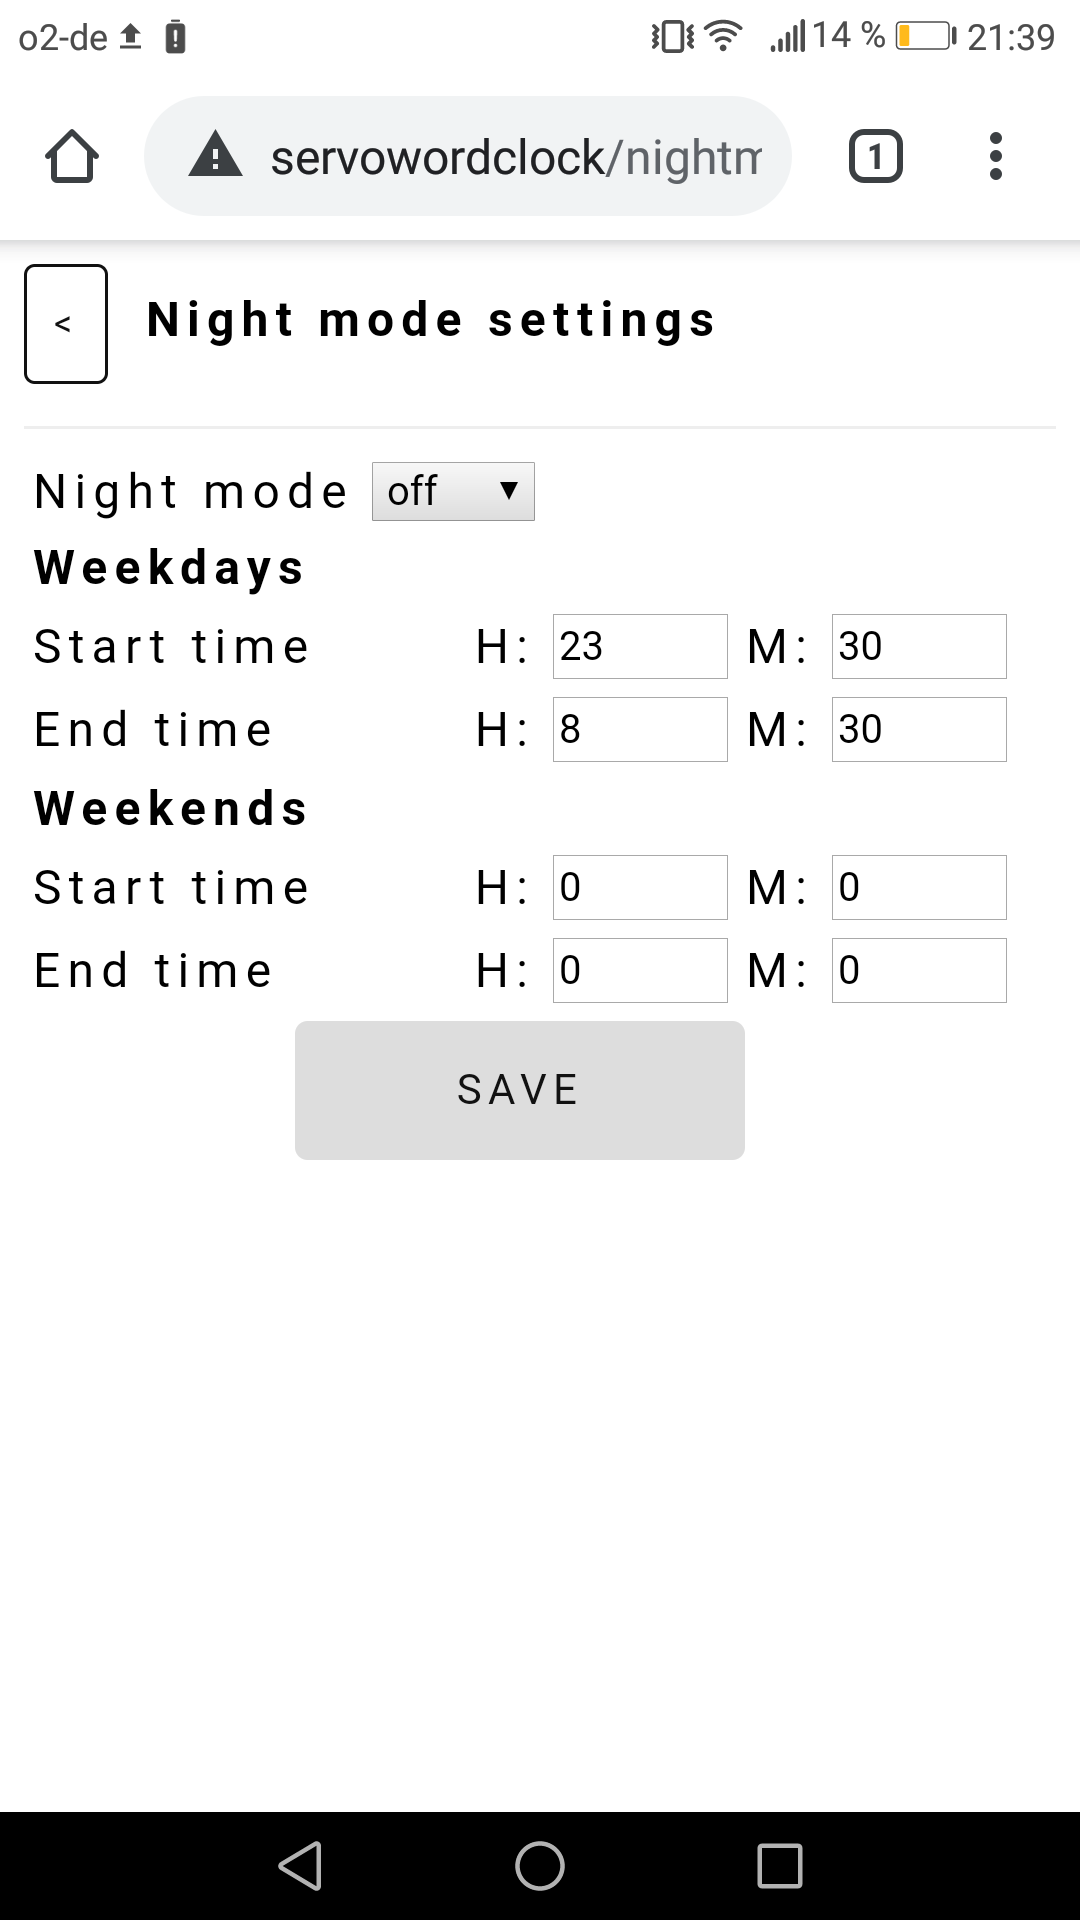 o2-de 14 % 21:39
servowordclock/nightm 1
< Night mode settings
Night mode off ▼
Weekdays
Start time H: 23 M: 30
End time H: 8 M: 30
Weekends
Start time H: 0 M: 0
End time H: 0 M: 0
SAVE